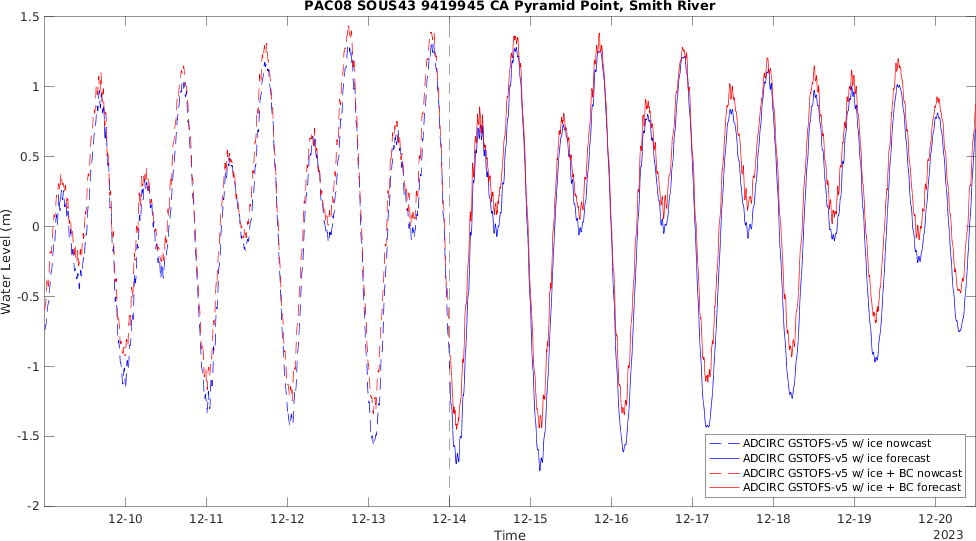 PAC08 SOUS43 9419945 CA Pyramid Point, Smith River
Water Level (m)
1.5
1
0.5
0
-0.5
-1
-1.5
-2
12-10 12-11 12-12 12-13 12-14 12-15 12-16 12-17 12-18 12-19 12-20
2023
Time
ADCIRC GSTOFS-v5 w/ ice nowcast
ADCIRC GSTOFS-v5 w/ ice forecast
ADCIRC GSTOFS-v5 w/ ice + BC nowcast
ADCIRC GSTOFS-v5 w/ ice + BC forecast